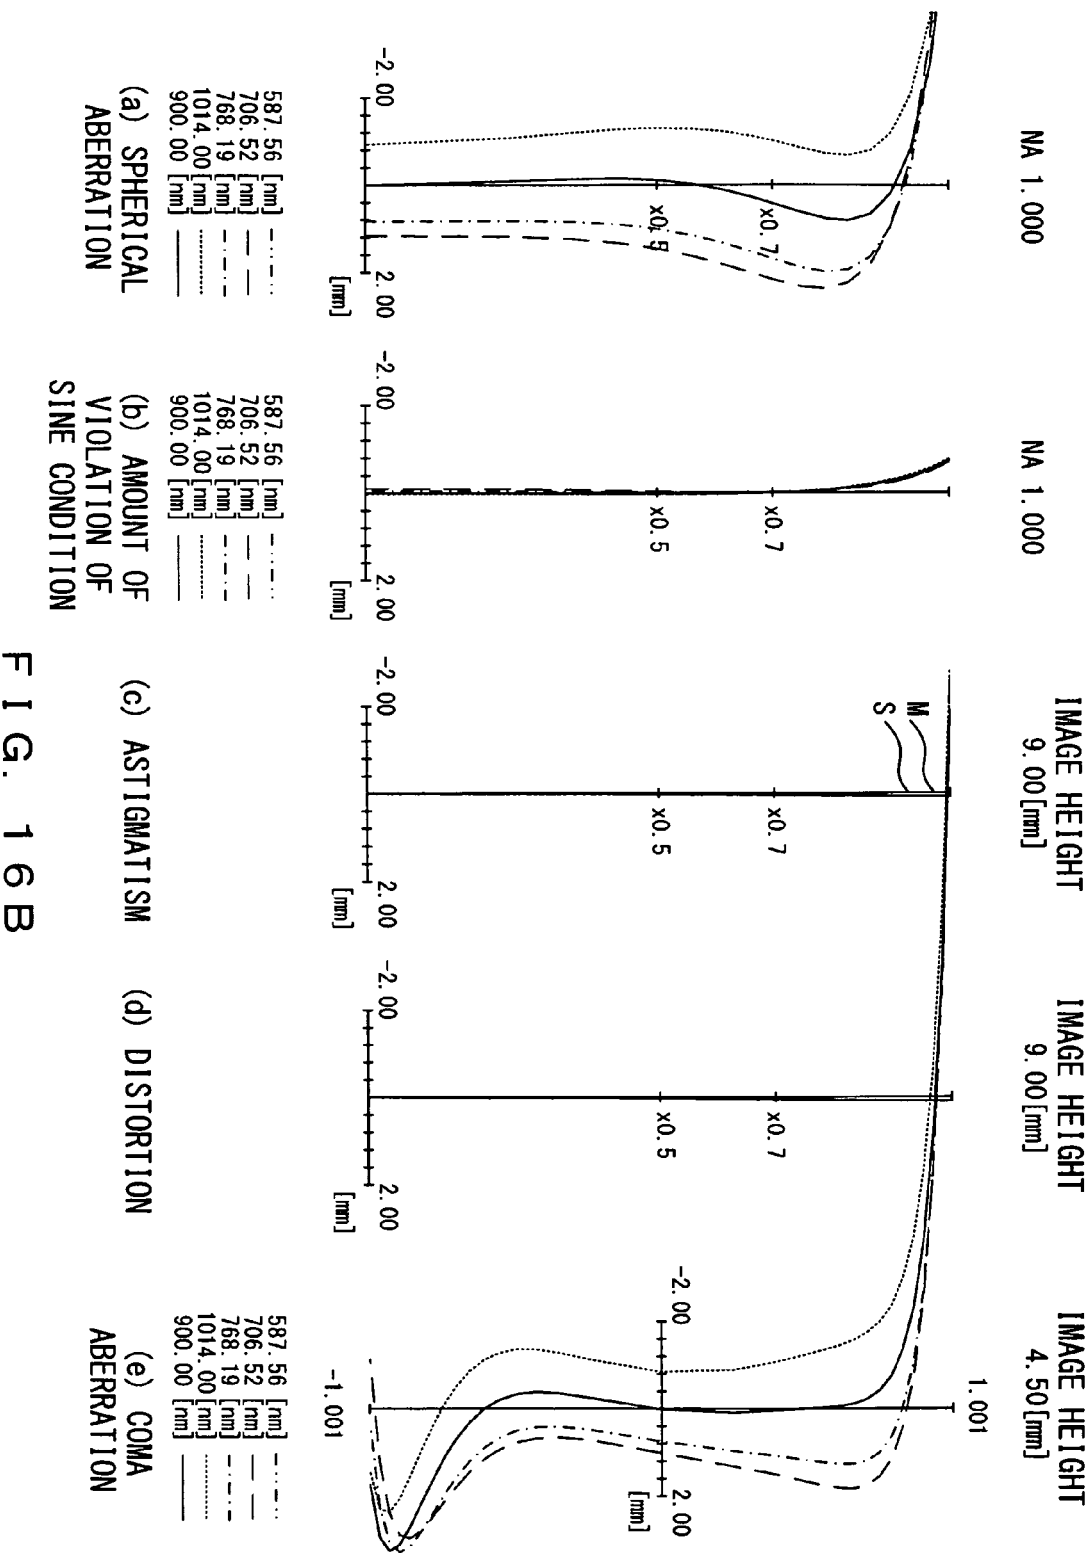 NA 1.000
-2.00
2.00
[mm]
x0.5
x0.7
587.56 [nm]
706.52 [nm]
768.19 [nm]
1014.00[nm]
900.00 [nm]
(a) SPHERICAL
ABERRATION
NA 1.000
-2.00
2.00
[mm]
x0.5
x0.7
587.56 [nm]
706.52 [nm]
768.19 [nm]
1014.00[nm]
900.00 [nm]
(b) AMOUNT OF
VIOLATION OF
SINE CONDITION
IMAGE HEIGHT
9.00[mm]
M
S
-2.00
2.00
[mm]
x0.5
x0.7
(c) ASTIGMATISM
IMAGE HEIGHT
9.00[mm]
-2.00
2.00
[mm]
x0.5
x0.7
(d) DISTORTION
IMAGE HEIGHT
4.50[mm]
1.001
-2.00
2.00
[mm]
-1.001
587.56 [nm]
706.52 [nm]
768.19 [nm]
1014.00[nm]
900.00 [nm]
(e) COMA
ABERRATION
FIG. 16B